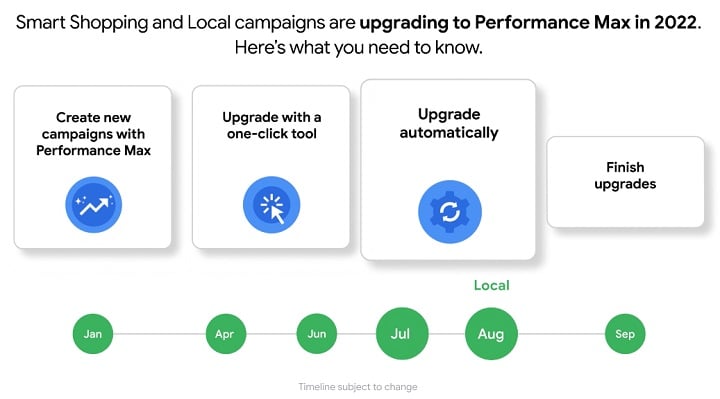 Smart Shopping and Local campaigns are upgrading to Performance Max in 2022.
Here's what you need to know.
Create new
campaigns with
Performance Max
Upgrade with a
one-click tool
Upgrade
automatically
Finish
upgrades
Local
Jan
Apr
Jun
Jul
Aug
Sep
Timeline subject to change